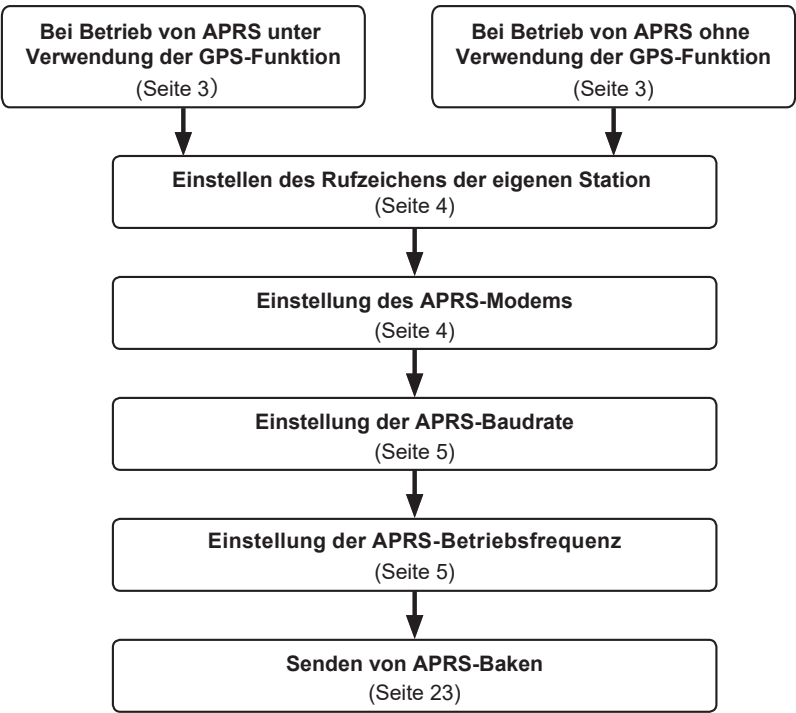 Bei Betrieb von APRS unter
Verwendung der GPS-Funktion
(Seite 3)
Bei Betrieb von APRS ohne
Verwendung der GPS-Funktion
(Seite 3)
Einstellen des Rufzeichens der eigenen Station
(Seite 4)
Einstellung des APRS-Modems
(Seite 4)
Einstellung der APRS-Baudrate
(Seite 5)
Einstellung der APRS-Betriebsfrequenz
(Seite 5)
Senden von APRS-Baken
(Seite 23)